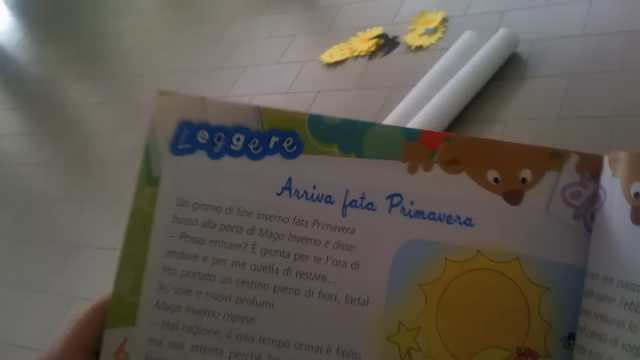 Leggere
Arriva fata Primavera
Un giorno di fine inverno fata Primavera
bussò alla porta di Mago Inverno e disse:
– Posso entrare? È giunta per te l'ora di
andare e per me quella di restare...
Ho portato un cestino pieno di fiori, farfal-
le, sole e nuovi profumi.
Mago Inverno rispose:
– Hai ragione, il mio tempo ormai è finito